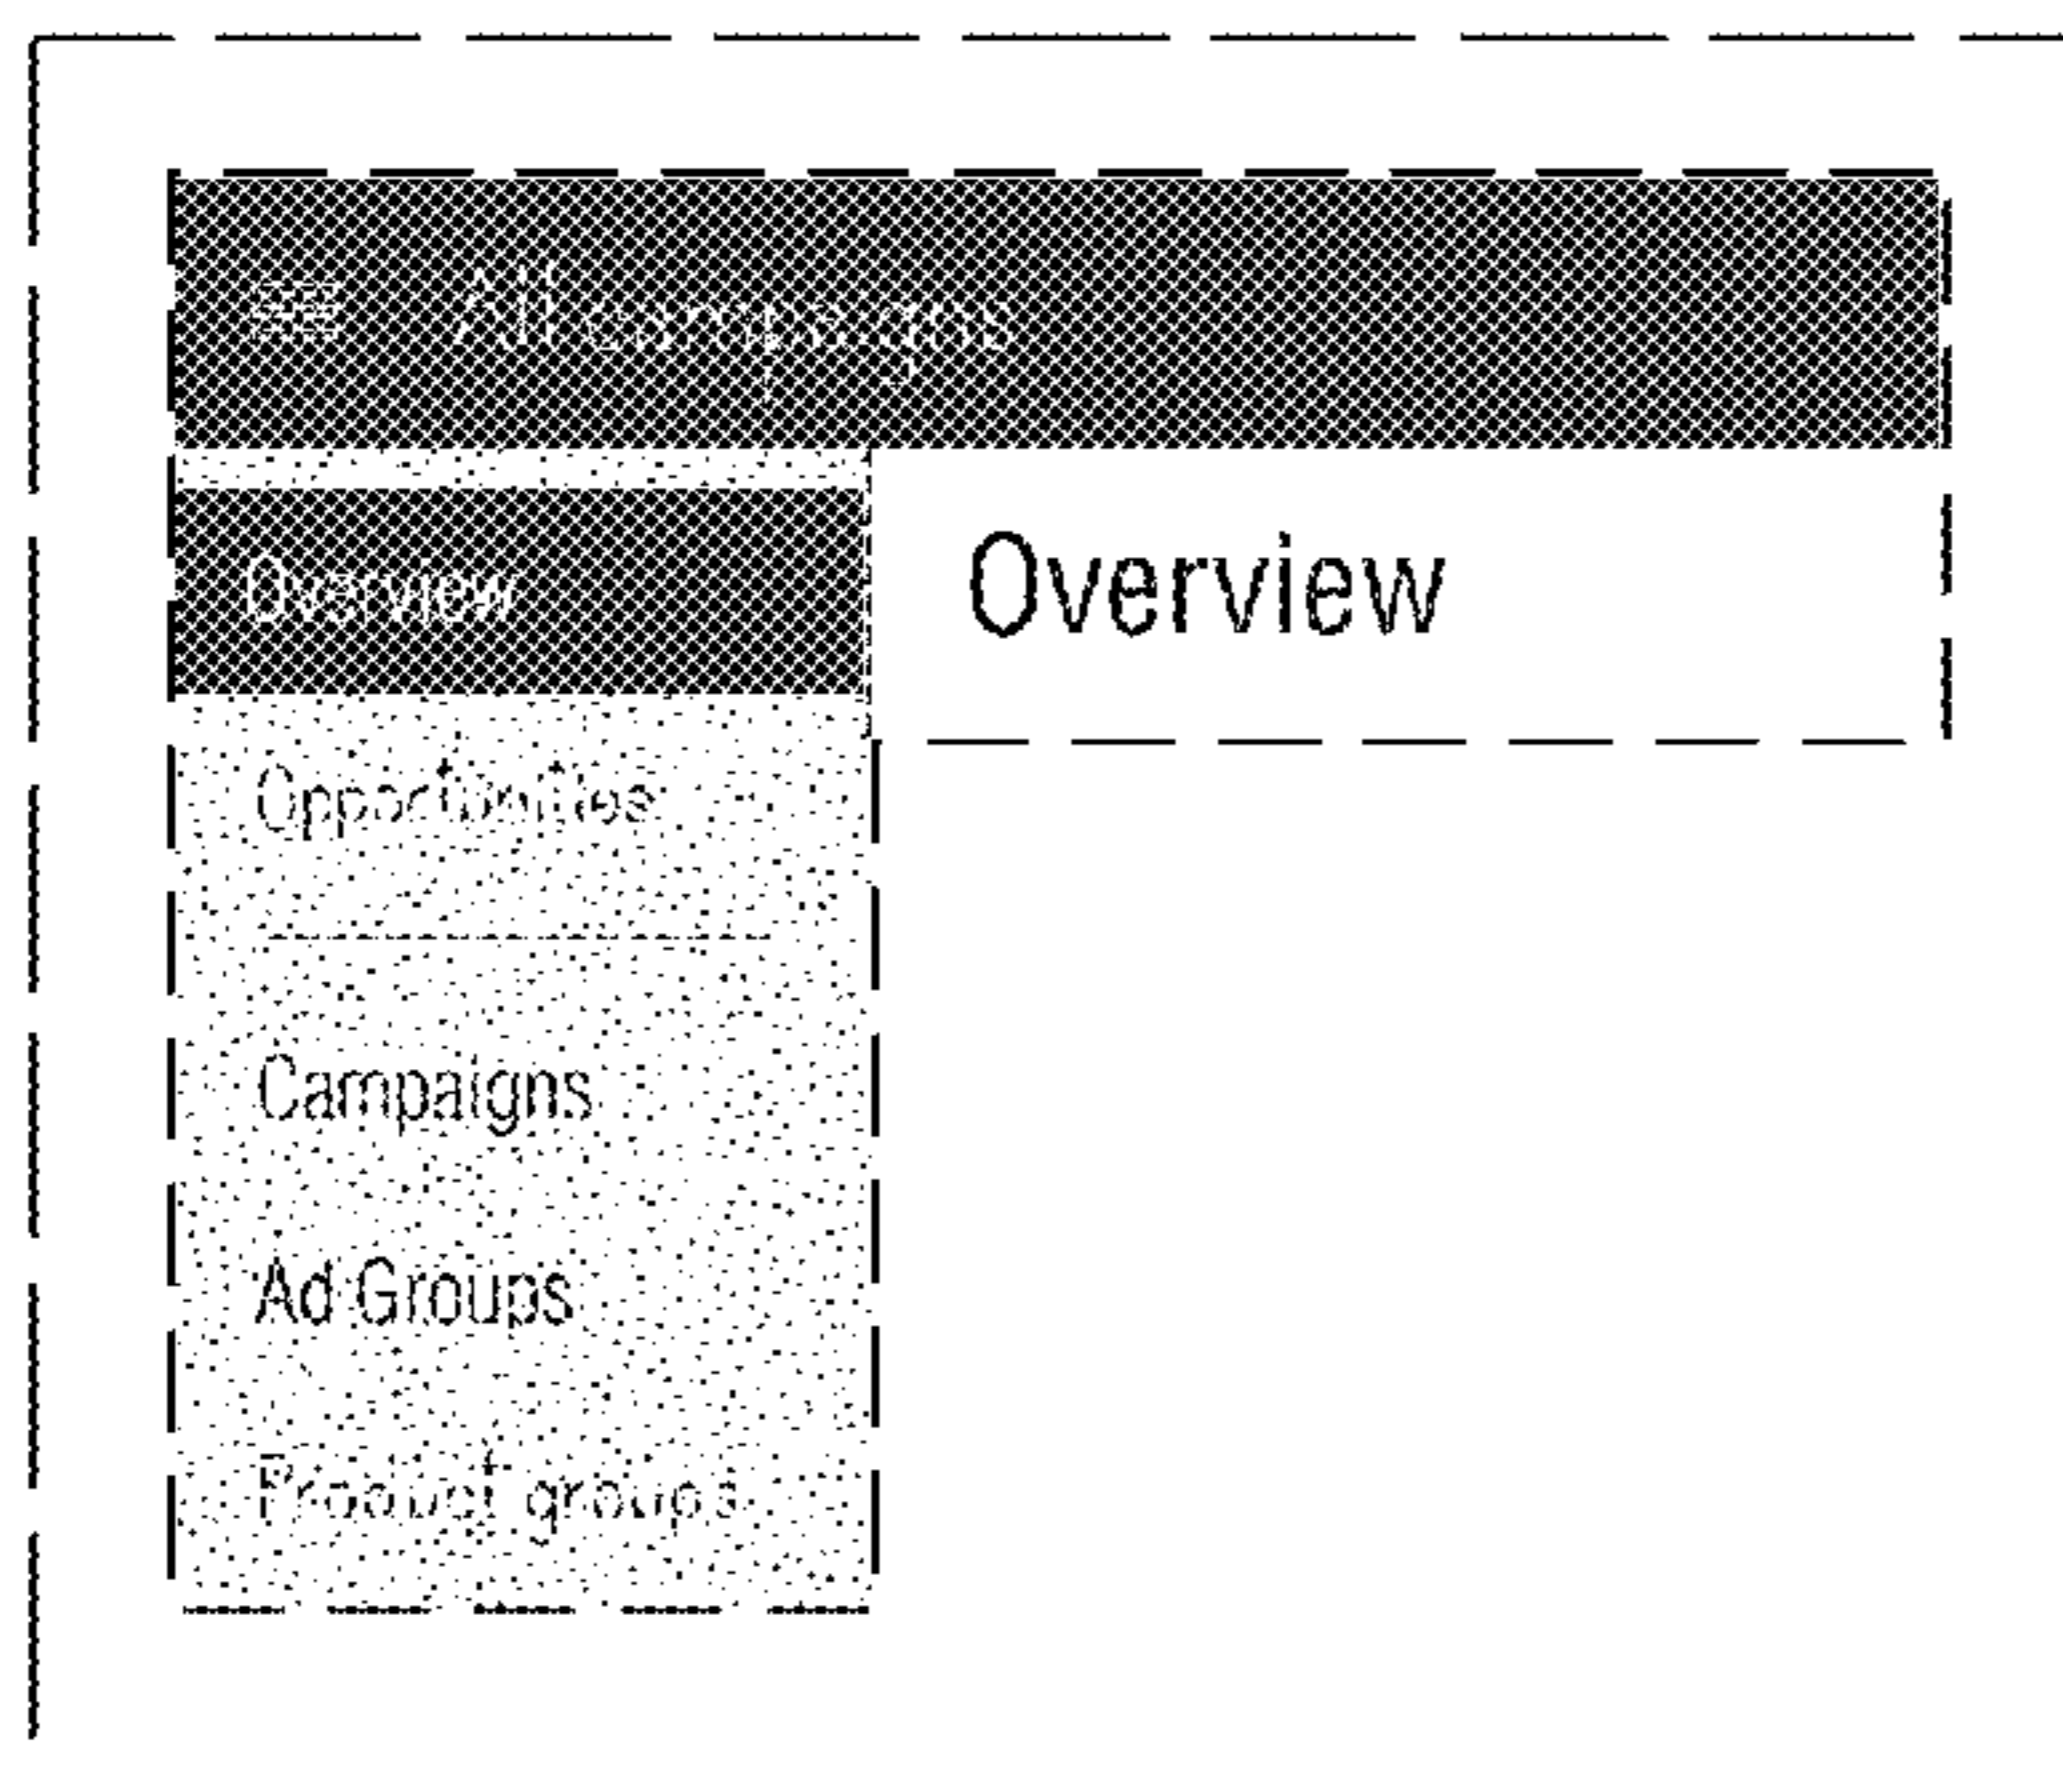 All campaigns
Overview
Overview
Opportunities
Campaigns
Ad Groups
Product groups